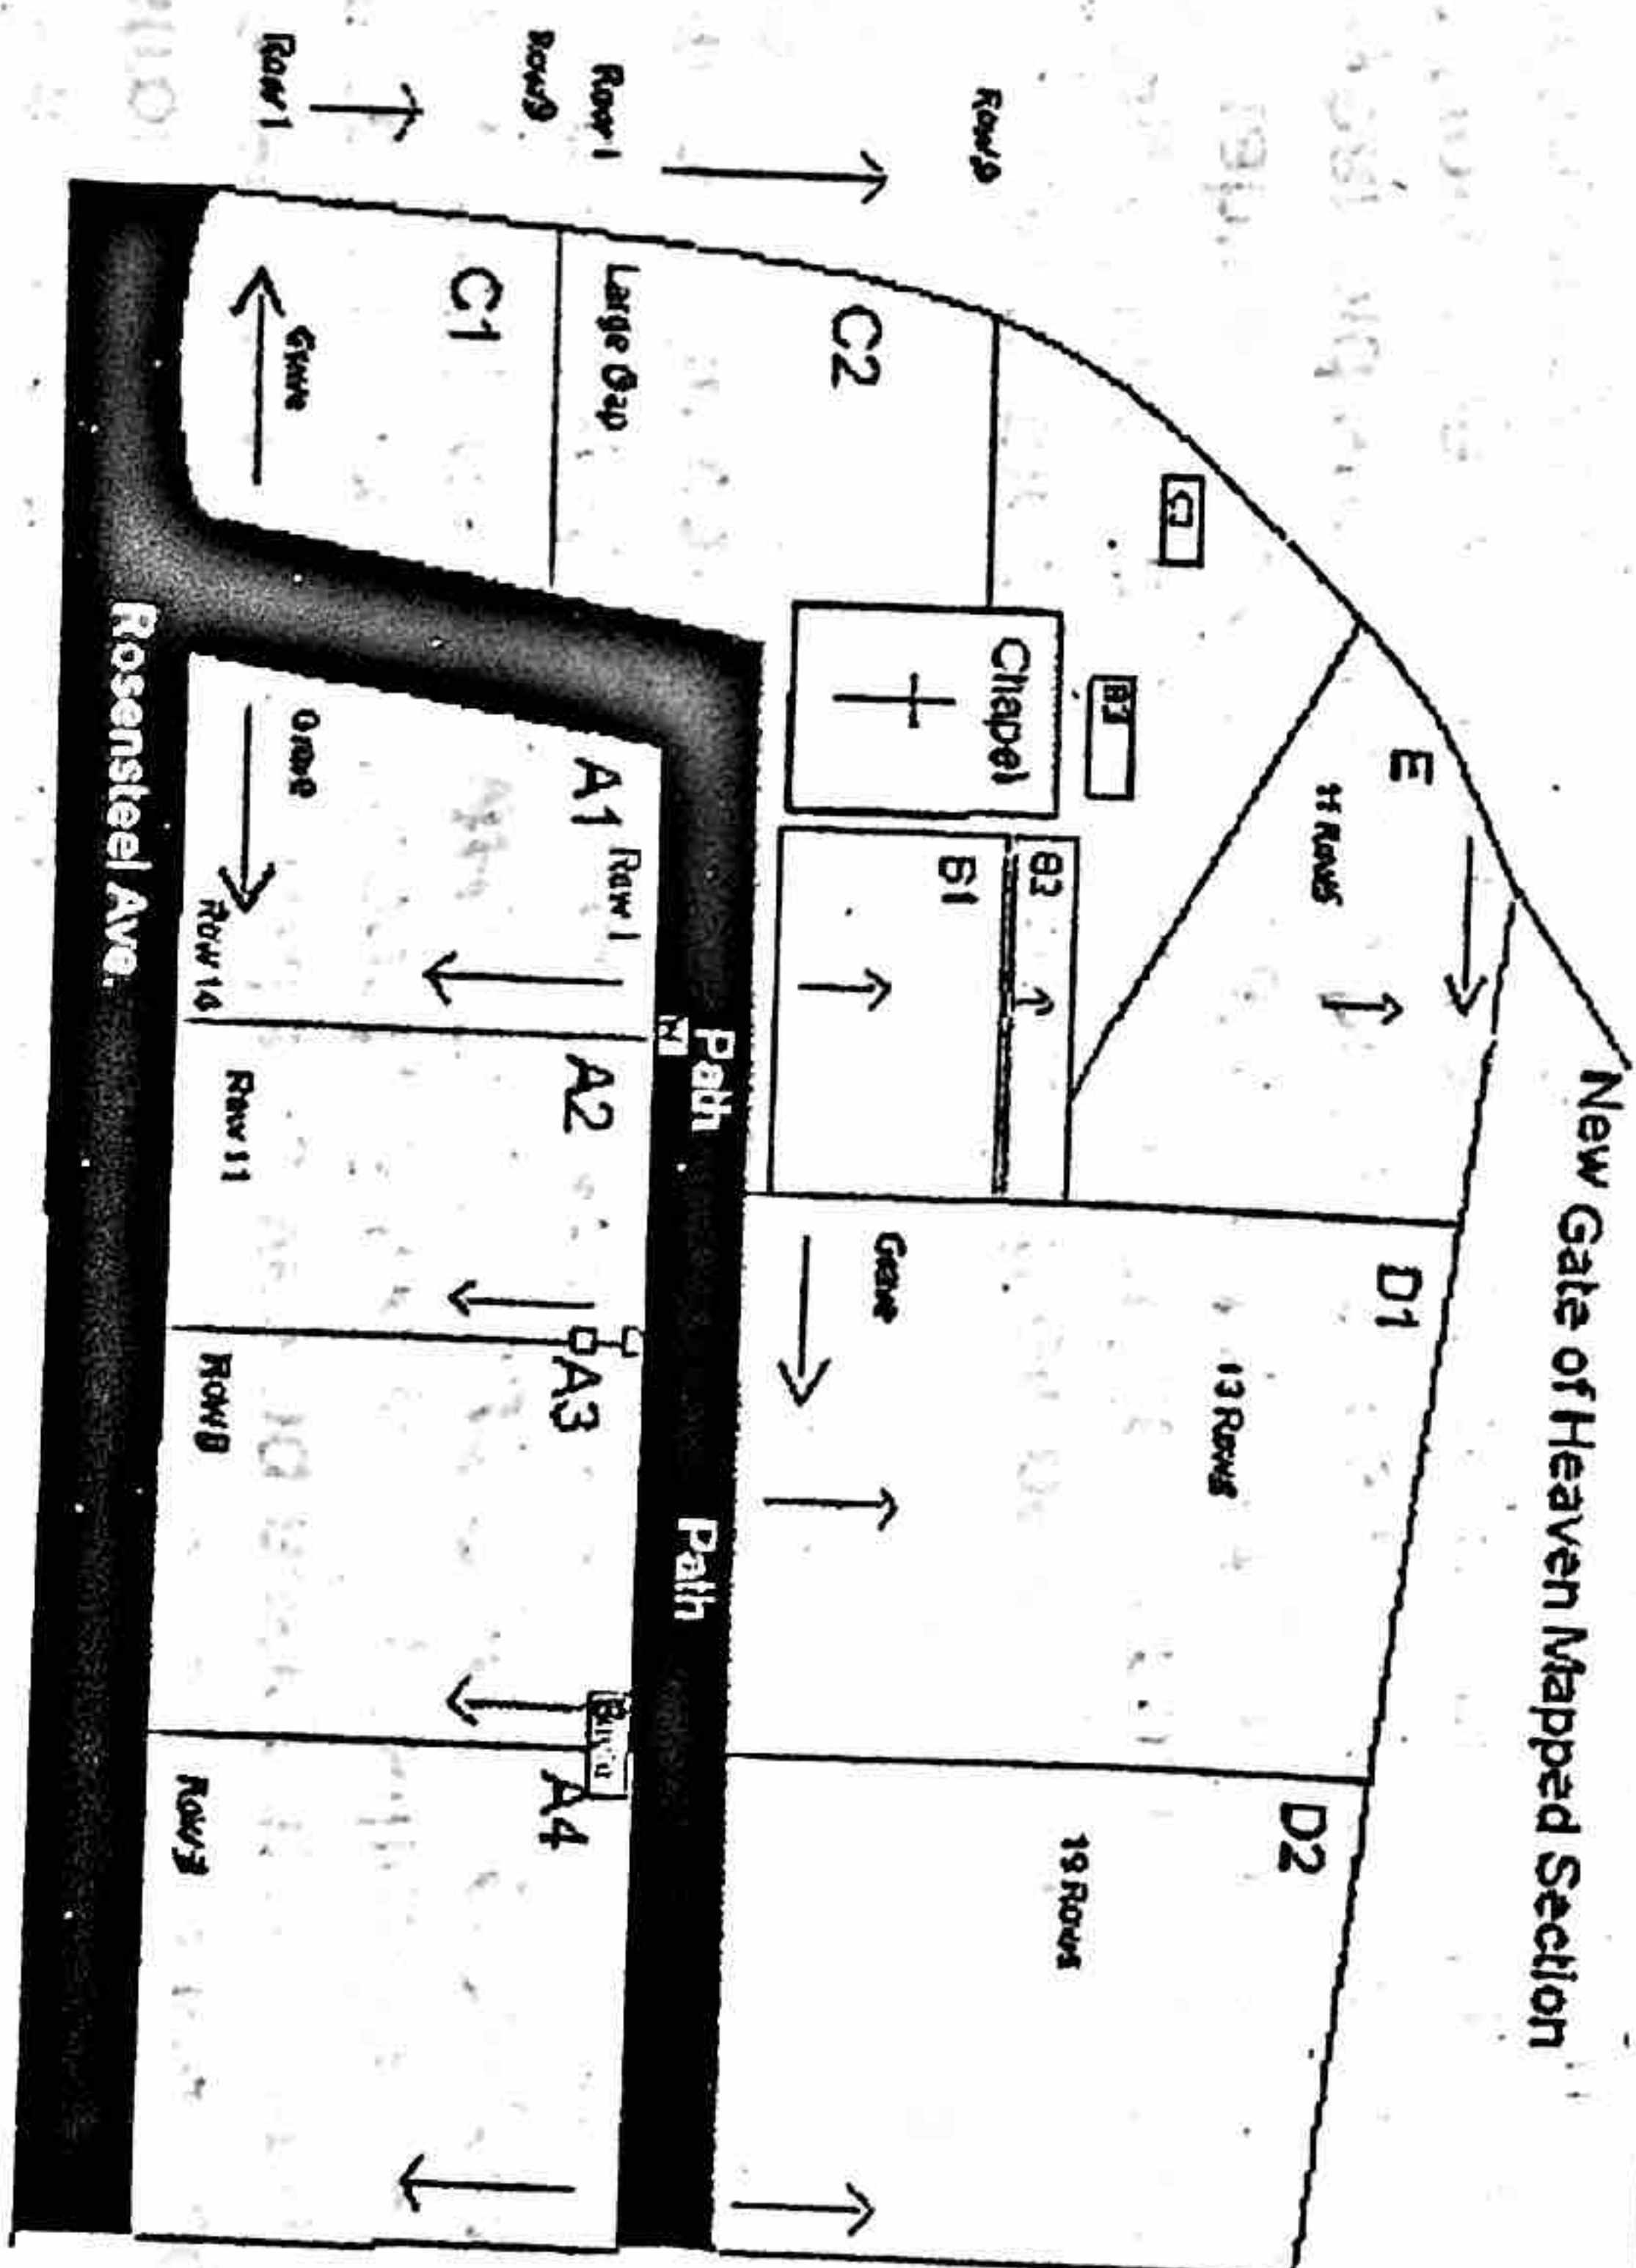 New Gate of Heaven Mapped Section
Row 9
Row 1
Row 9
Row 1
E
11 Rows
D1
13 Rows
D2
C3
B3
C2
Large Gap
Chapel
B2
B1
Grave
C1
Grave
Path
Path
A1
Row 1
Grave
Row 14
A2
Row 11
A3
Row 8
A4
M
Rosensteel Ave.